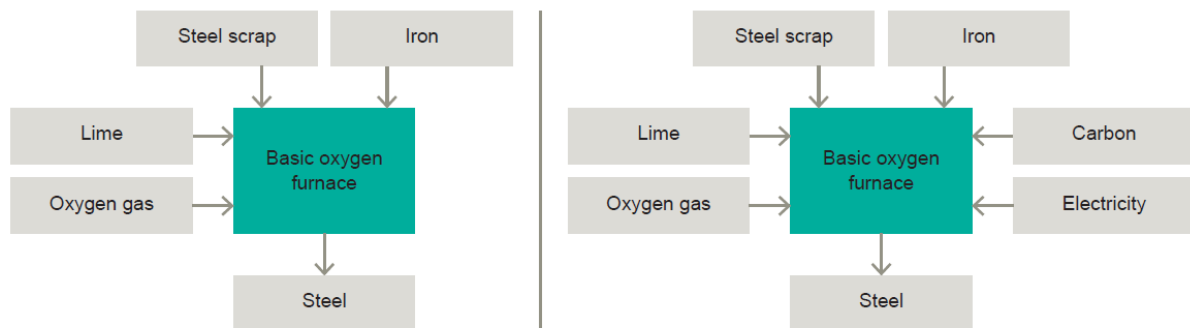 Steel scrap
Iron
Lime
Basic oxygen
furnace
Oxygen gas
Steel
Steel scrap
Iron
Lime
Basic oxygen
furnace
Carbon
Oxygen gas
Electricity
Steel